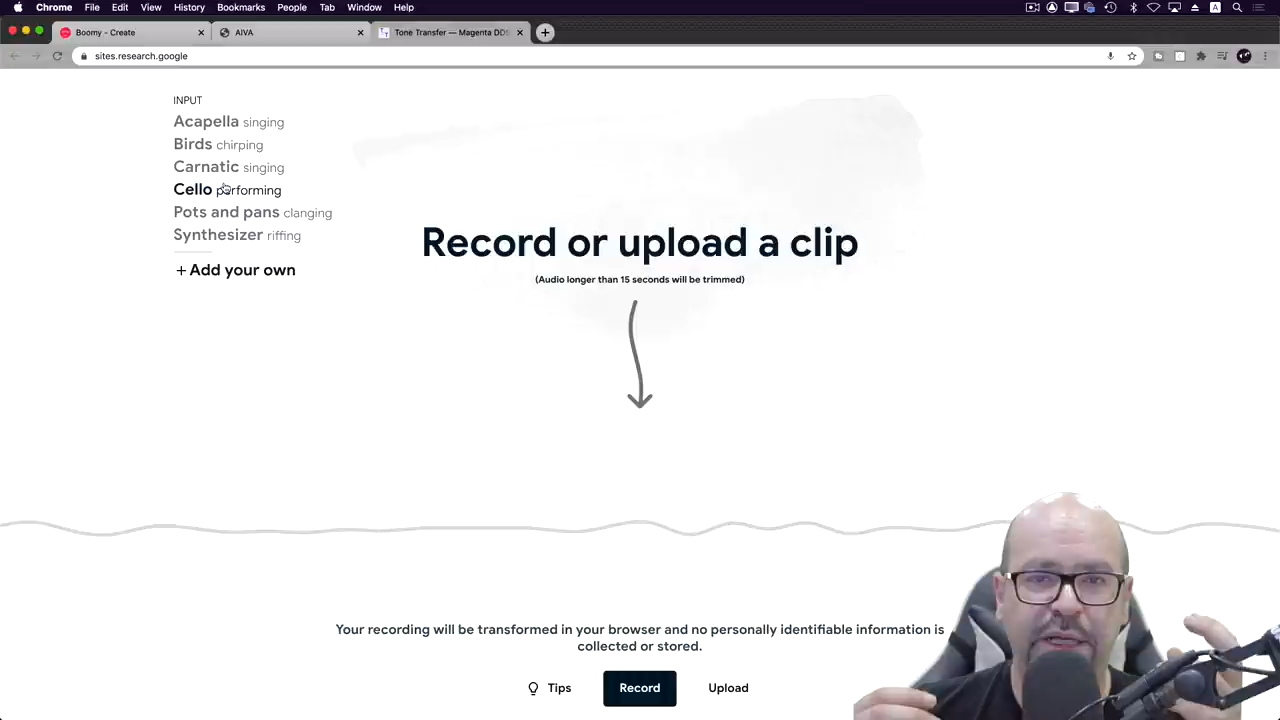 Chrome File Edit View History Bookmarks People Tab Window Help
Boomy - Create
AIVA
Tone Transfer — Magenta DDS
sites.research.google
INPUT
Acapella singing
Birds chirping
Carnatic singing
Cello performing
Pots and pans clanging
Synthesizer riffing
+ Add your own
Record or upload a clip
(Audio longer than 15 seconds will be trimmed)
Your recording will be transformed in your browser and no personally identifiable information is
collected or stored.
Tips
Record
Upload